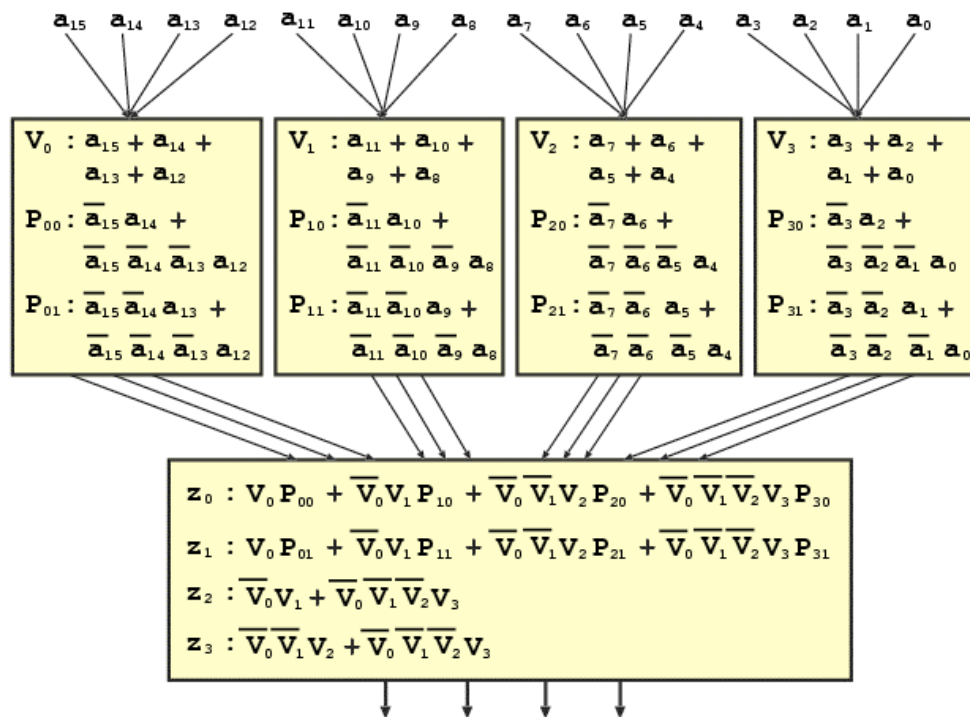 a₁₅ a₁₄ a₁₃ a₁₂ a₁₁ a₁₀ a₉ a₈ a₇ a₆ a₅ a₄ a₃ a₂ a₁ a₀
V₀ : a₁₅ + a₁₄ +
a₁₃ + a₁₂
P₀₀ : a̅₁₅ a₁₄ +
a̅₁₅ a̅₁₄ a̅₁₃ a₁₂
P₀₁ : a̅₁₅ a̅₁₄ a₁₃ +
a̅₁₅ a̅₁₄ a̅₁₃ a₁₂
V₁ : a₁₁ + a₁₀ +
a₉ + a₈
P₁₀ : a̅₁₁ a₁₀ +
a̅₁₁ a̅₁₀ a̅₉ a₈
P₁₁ : a̅₁₁ a̅₁₀ a₉ +
a̅₁₁ a̅₁₀ a̅₉ a₈
V₂ : a₇ + a₆ +
a₅ + a₄
P₂₀ : a̅₇ a₆ +
a̅₇ a̅₆ a̅₅ a₄
P₂₁ : a̅₇ a̅₆ a₅ +
a̅₇ a̅₆ a̅₅ a₄
V₃ : a₃ + a₂ +
a₁ + a₀
P₃₀ : a̅₃ a₂ +
a̅₃ a̅₂ a̅₁ a₀
P₃₁ : a̅₃ a̅₂ a₁ +
a̅₃ a̅₂ a̅₁ a₀
z₀ : V₀ P₀₀ + V̅₀ V₁ P₁₀ + V̅₀ V̅₁ V₂ P₂₀ + V̅₀ V̅₁ V̅₂ V₃ P₃₀
z₁ : V₀ P₀₁ + V̅₀ V₁ P₁₁ + V̅₀ V̅₁ V₂ P₂₁ + V̅₀ V̅₁ V̅₂ V₃ P₃₁
z₂ : V̅₀ V₁ + V̅₀ V̅₁ V̅₂ V₃
z₃ : V̅₀ V̅₁ V₂ + V̅₀ V̅₁ V̅₂ V₃